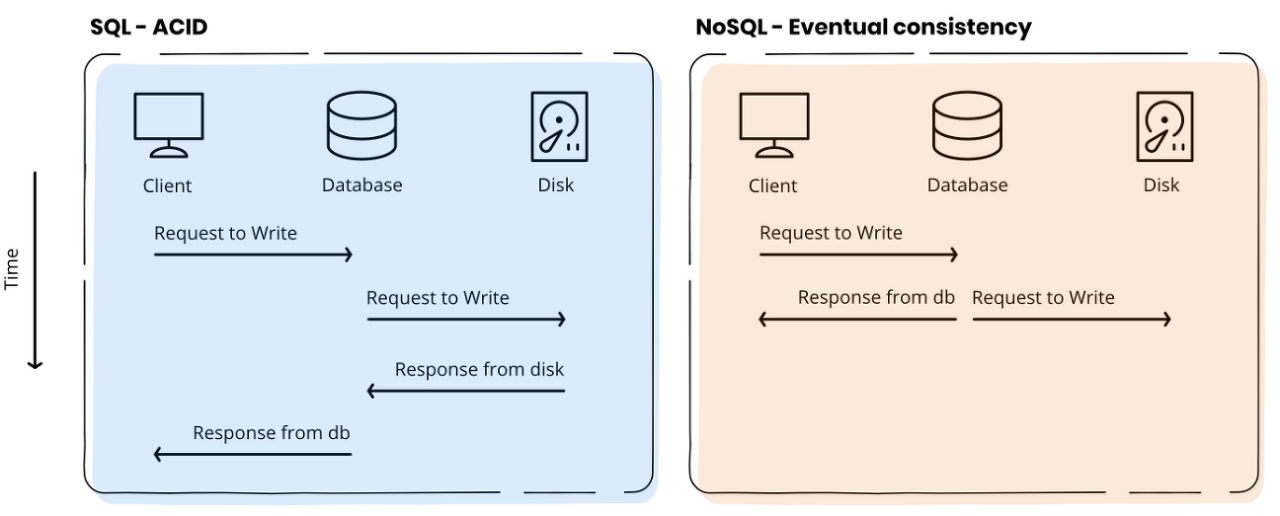 SQL - ACID
Client
Database
Disk
Time
Request to Write
Request to Write
Response from disk
Response from db
NoSQL - Eventual consistency
Client
Database
Disk
Request to Write
Response from db
Request to Write